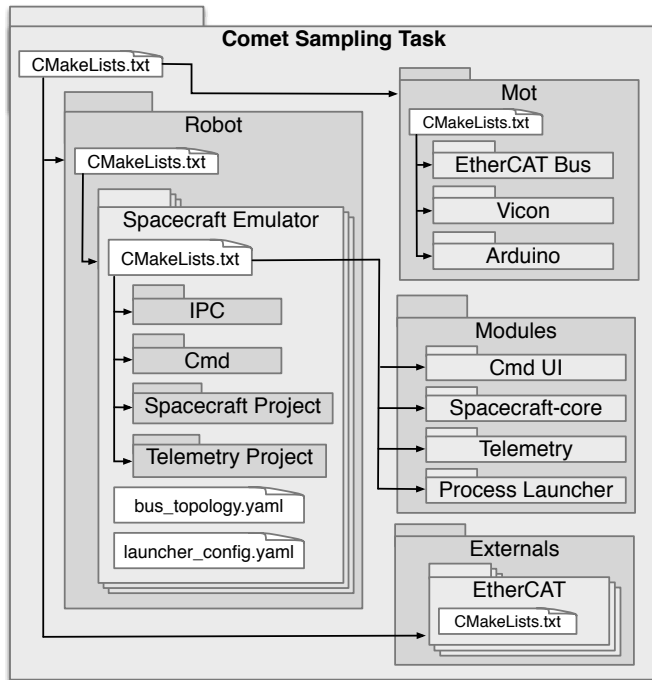 Comet Sampling Task
CMakeLists.txt
Robot
CMakeLists.txt
Spacecraft Emulator
CMakeLists.txt
IPC
Cmd
Spacecraft Project
Telemetry Project
bus_topology.yaml
launcher_config.yaml
Mot
CMakeLists.txt
EtherCAT Bus
Vicon
Arduino
Modules
Cmd UI
Spacecraft-core
Telemetry
Process Launcher
Externals
EtherCAT
CMakeLists.txt